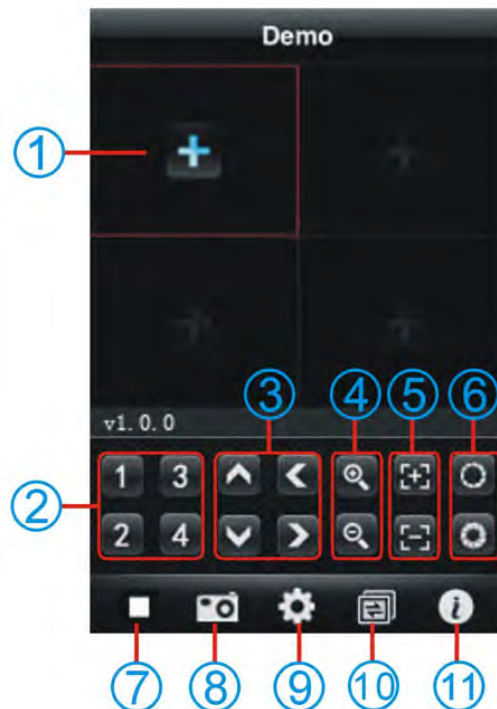 Demo
①
③ ④ ⑤ ⑥
v1.0.0
1 3
②
2 4
⑦ ⑧ ⑨ ⑩ ⑪